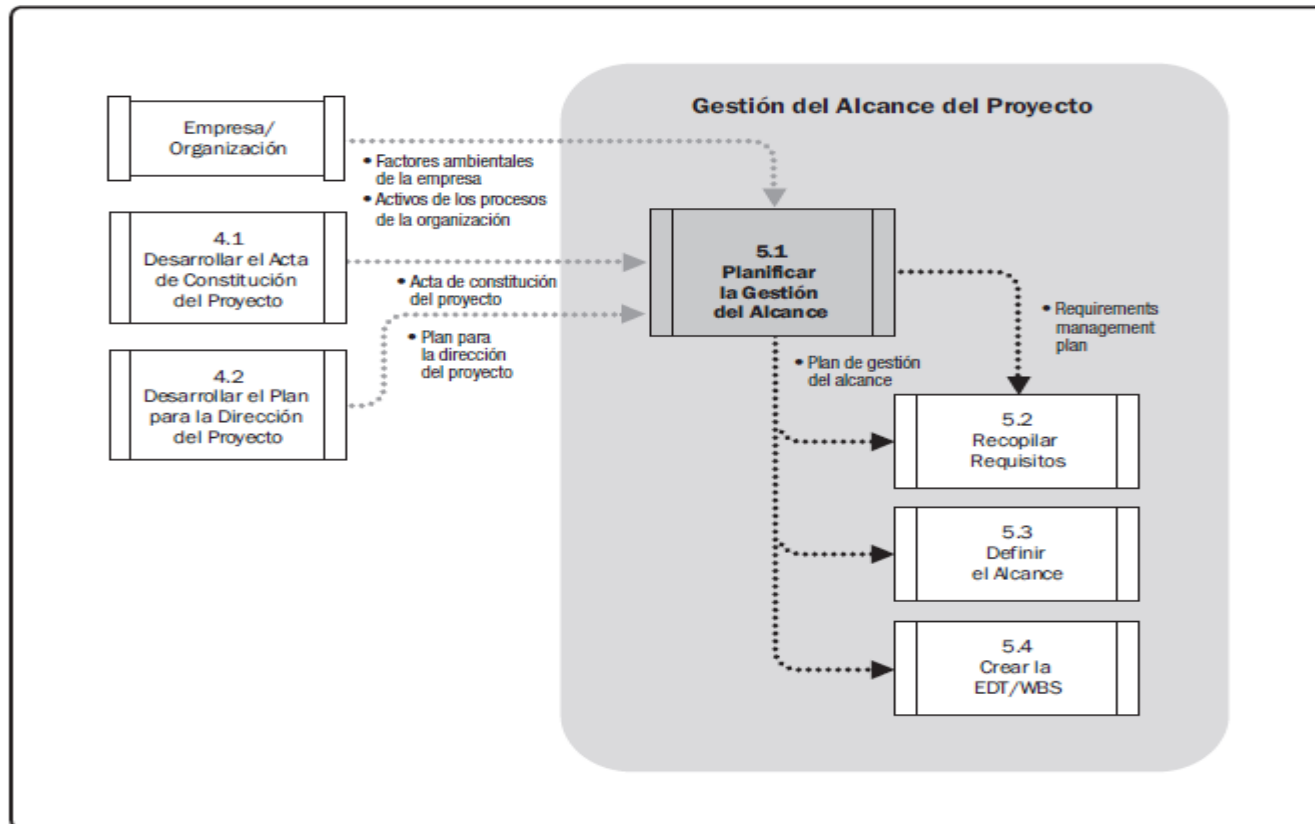 Gestión del Alcance del Proyecto
Empresa/
Organización
• Factores ambientales
de la empresa
• Activos de los procesos
de la organización
4.1
Desarrollar el Acta
de Constitución
del Proyecto
• Acta de constitución
del proyecto
4.2
Desarrollar el Plan
para la Dirección
del Proyecto
• Plan para
la dirección
del proyecto
5.1
Planificar
la Gestión
del Alcance
• Requirements
management
plan
• Plan de gestión
del alcance
5.2
Recopilar
Requisitos
5.3
Definir
el Alcance
5.4
Crear la
EDT/WBS